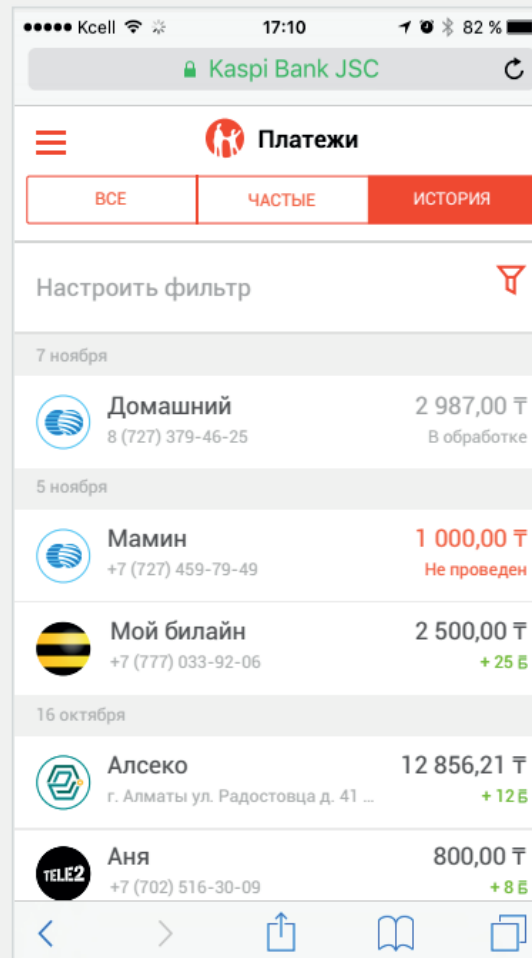 Kcell 17:10 82 %
Kaspi Bank JSC
Платежи
ВСЕ ЧАСТЫЕ ИСТОРИЯ
Настроить фильтр
7 ноября
Домашний 2 987,00 ₸
8 (727) 379-46-25 В обработке
5 ноября
Мамин 1 000,00 ₸
+7 (727) 459-79-49 Не проведен
Мой билайн 2 500,00 ₸
+7 (777) 033-92-06 + 25 Б
16 октября
Алсеко 12 856,21 ₸
г. Алматы ул. Радостовца д. 41 ... + 12 Б
TELE2 Аня 800,00 ₸
+7 (702) 516-30-09 + 8 Б